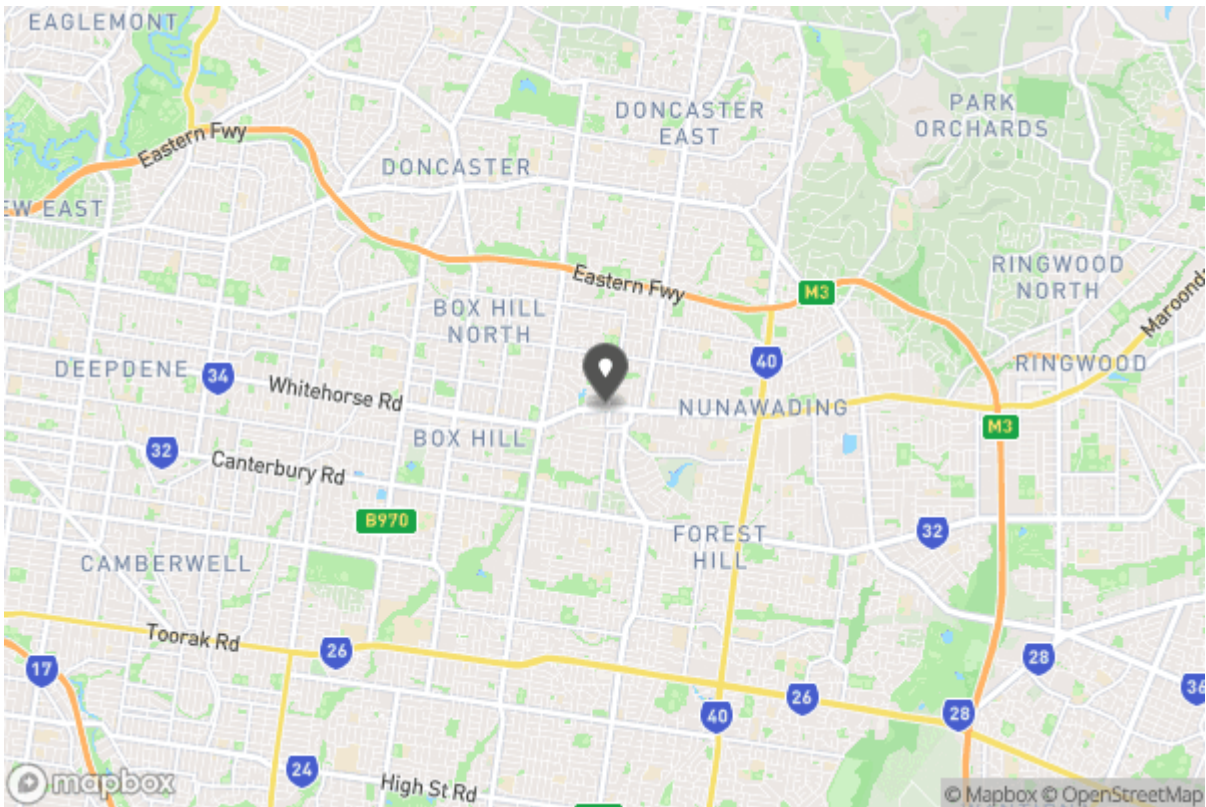 EAGLEMONT
DONCASTER
EAST
PARK
ORCHARDS
Eastern Fwy
DONCASTER
EW EAST
RINGWOOD
NORTH
Eastern Fwy
M3
Maroonda
BOX HILL
NORTH
40
RINGWOOD
DEEPDENE
34
Whitehorse Rd
NUNAWADING
M3
BOX HILL
32
Canterbury Rd
B970
FOREST
HILL
32
CAMBERWELL
Toorak Rd
26
28
17
36
26
40
28
24
High St Rd
mapbox
© Mapbox © OpenStreetMap